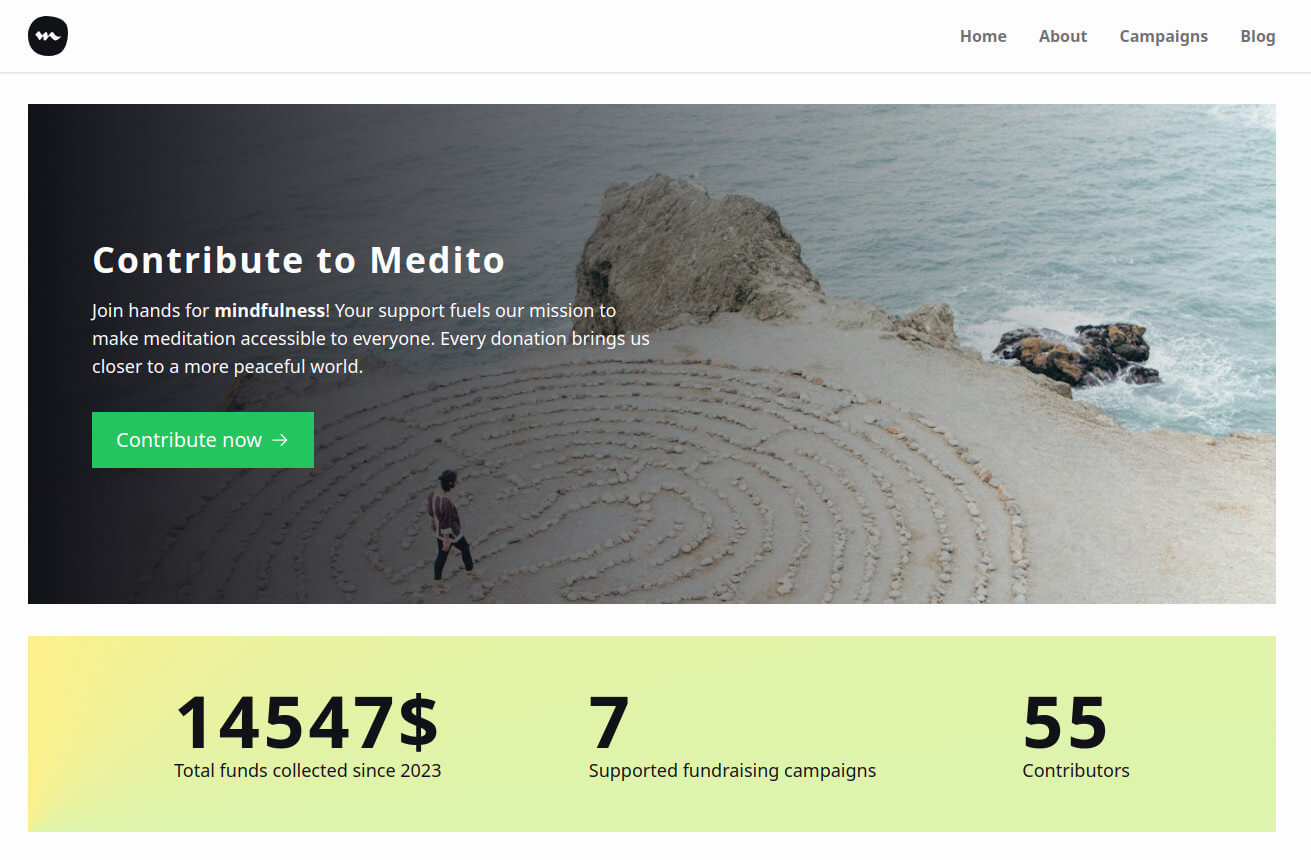 Home About Campaigns Blog
Contribute to Medito
Join hands for mindfulness! Your support fuels our mission to
make meditation accessible to everyone. Every donation brings us
closer to a more peaceful world.
Contribute now →
14547$
Total funds collected since 2023
7
Supported fundraising campaigns
55
Contributors